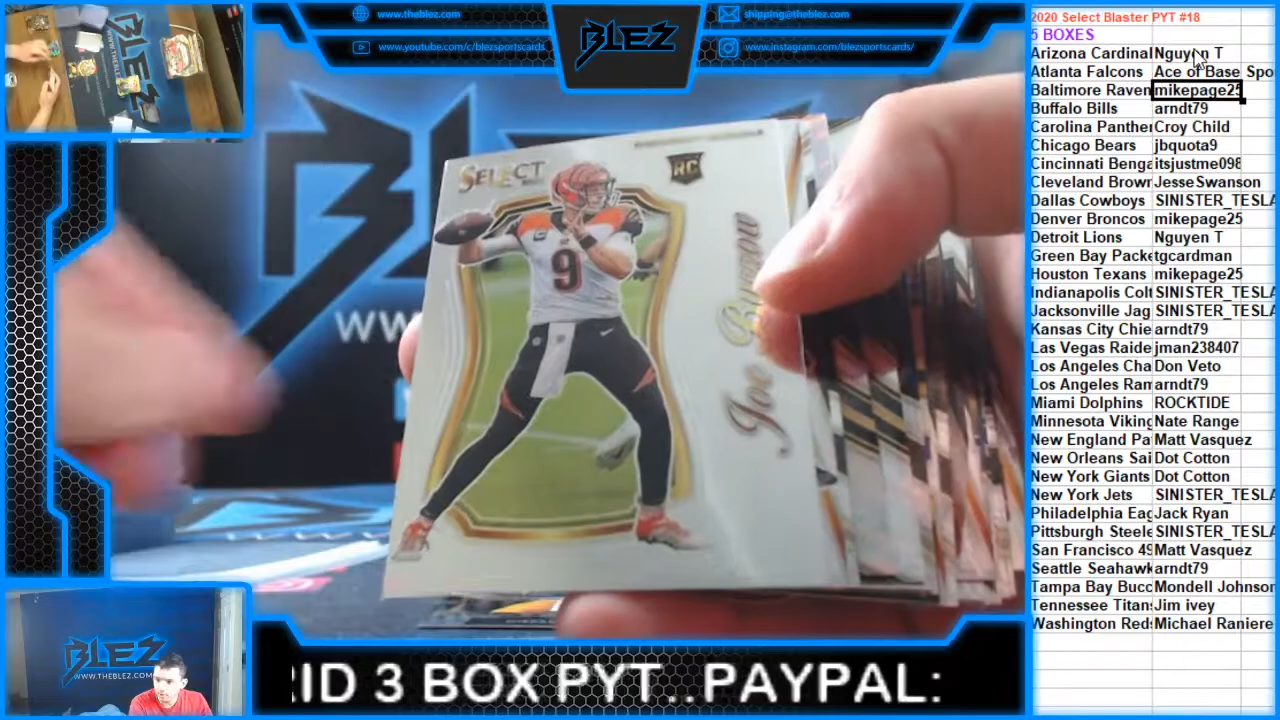 www.theblez.com
shipping@theblez.com
www.youtube.com/c/blezsportscards
www.instagram.com/blezsportscards/
BLEZ
SELECT
RC
9
Joe Burrow
BLEZ
WWW.THEBLEZ.COM
RID 3 BOX PYT..PAYPAL:
2020 Select Blaster PYT #18
5 BOXES
Arizona Cardinal Nguyen T
Atlanta Falcons Ace of Base Spo
Baltimore Raven mikepage25
Buffalo Bills arndt79
Carolina Panthe Croy Child
Chicago Bears jbquota9
Cincinnati Benga itsjustme098
Cleveland Brown JesseSwanson
Dallas Cowboys SINISTER_TESLA
Denver Broncos mikepage25
Detroit Lions Nguyen T
Green Bay Packe tgcardman
Houston Texans mikepage25
Indianapolis Colt SINISTER_TESLA
Jacksonville Jag SINISTER_TESLA
Kansas City Chie arndt79
Las Vegas Raide jman238407
Los Angeles Cha Don Veto
Los Angeles Ram arndt79
Miami Dolphins ROCKTIDE
Minnesota Viking Nate Range
New England Pa Matt Vasquez
New Orleans Sai Dot Cotton
New York Giants Dot Cotton
New York Jets SINISTER_TESLA
Philadelphia Eag Jack Ryan
Pittsburgh Steele SINISTER_TESLA
San Francisco 49 Matt Vasquez
Seattle Seahawk arndt79
Tampa Bay Bucc Mondell Johnson
Tennessee Titan Jim ivey
Washington Reds Michael Raniere